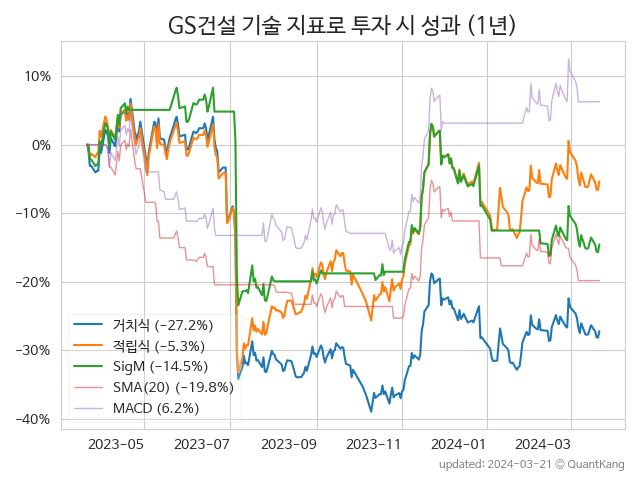 GS건설 기술 지표로 투자 시 성과 (1년)
10%
0%
−10%
−20%
−30%
−40%
거치식 (−27.2%)
적립식 (−5.3%)
SigM (−14.5%)
SMA(20) (−19.8%)
MACD (6.2%)
2023-05 2023-07 2023-09 2023-11 2024-01 2024-03
updated: 2024-03-21 © QuantKang